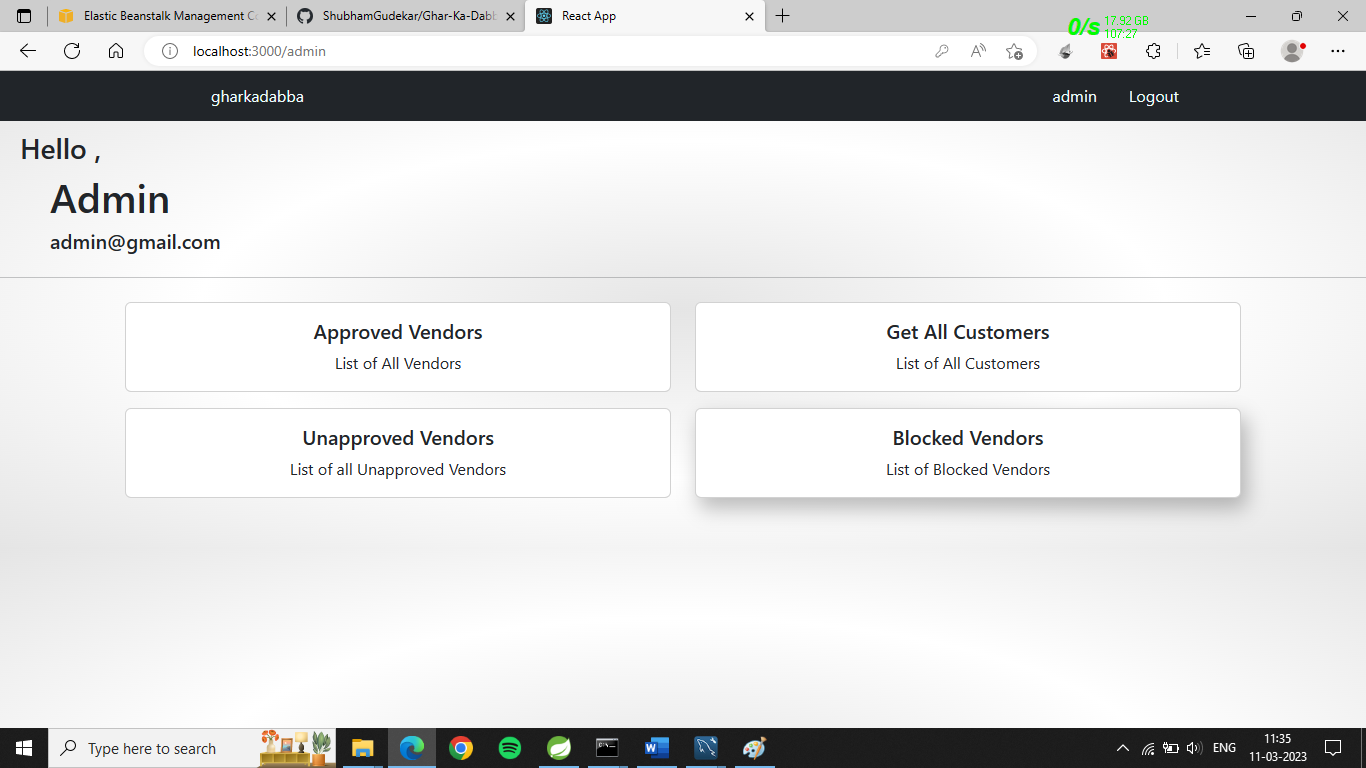 Elastic Beanstalk Management Co
ShubhamGudekar/Ghar-Ka-Dabb
React App
0/s 17.92 GB
107:27
localhost:3000/admin
gharkadabba
admin
Logout
Hello ,
Admin
admin@gmail.com
Approved Vendors
List of All Vendors
Get All Customers
List of All Customers
Unapproved Vendors
List of all Unapproved Vendors
Blocked Vendors
List of Blocked Vendors
Type here to search
ENG
11:35
11-03-2023